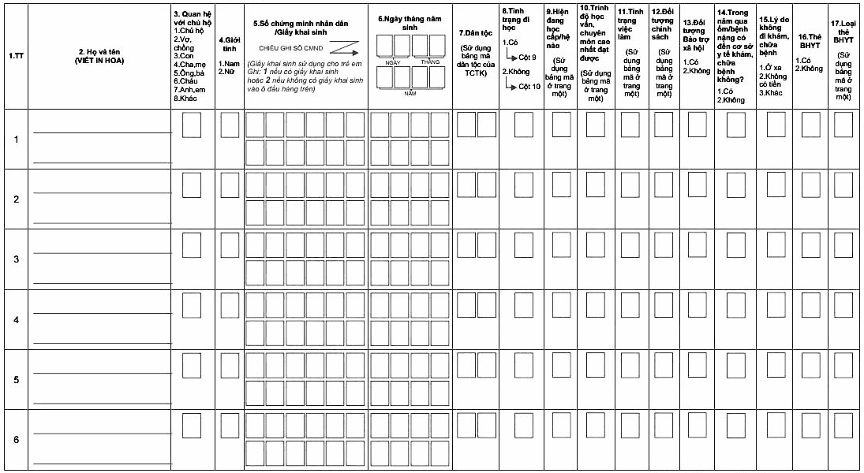 1.TT
2. Họ và tên
(VIẾT IN HOA)
3. Quan hệ
với chủ hộ
1.Chủ hộ
2.Vợ,
chồng
3.Con
4.Cha,mẹ
5.Ông,bà
6.Cháu
7.Anh,em
8.Khác
4.Giới
tính
1.Nam
2.Nữ
5.Số chứng minh nhân dân
/Giấy khai sinh
CHIỀU GHI SỐ CMND
(Giấy khai sinh sử dụng cho trẻ em
Ghi: 1 nếu có giấy khai sinh
hoặc 2 nếu không có giấy khai sinh
vào ô đầu hàng trên)
6.Ngày tháng năm
sinh
NGÀY
THÁNG
NĂM
7.Dân tộc
(Sử dụng
bảng mã
dân tộc của
TCTK)
8.Tình
trạng đi
học
1.Có
Cột 9
2.Không
Cột 10
9.Hiện
đang
học
cấp/hệ
nào
(Sử
dụng
bảng mã
ở trang
một)
10.Trình
độ học
vấn,
chuyên
môn cao
nhất đạt
được
(Sử dụng
bảng mã
ở trang
một)
11.Tình
trạng
việc
làm
(Sử
dụng
bảng
mã ở
trang
một)
12.Đối
tượng
chính
sách
(Sử
dụng
bảng
mã ở
trang
một)
13.Đối
tượng
Bảo trợ
xã hội
1.Có
2.Không
14.Trong
năm qua
ốm/bệnh
nặng có
đến cơ sở
y tế khám,
chữa
bệnh
không?
1.Có
2.Không
15.Lý do
không
đi khám,
chữa
bệnh
1.Ở xa
2.Không
có tiền
3.Khác
16.Thẻ
BHYT
1.Có
2.Không
17.Loại
thẻ
BHYT
(Sử
dụng
bảng
mã ở
trang
một)
1
2
3
4
5
6